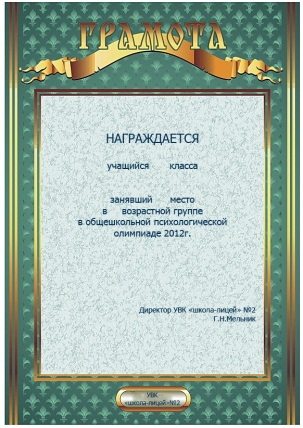 ГРАМОТА
НАГРАЖДАЕТСЯ
учащийся класса
занявший место
в возрастной группе
в общешкольной психологической
олимпиаде 2012г.
Директор УВК «школа-лицей» №2
Г.Н.Мельник
УВК
«школа-лицей»№2